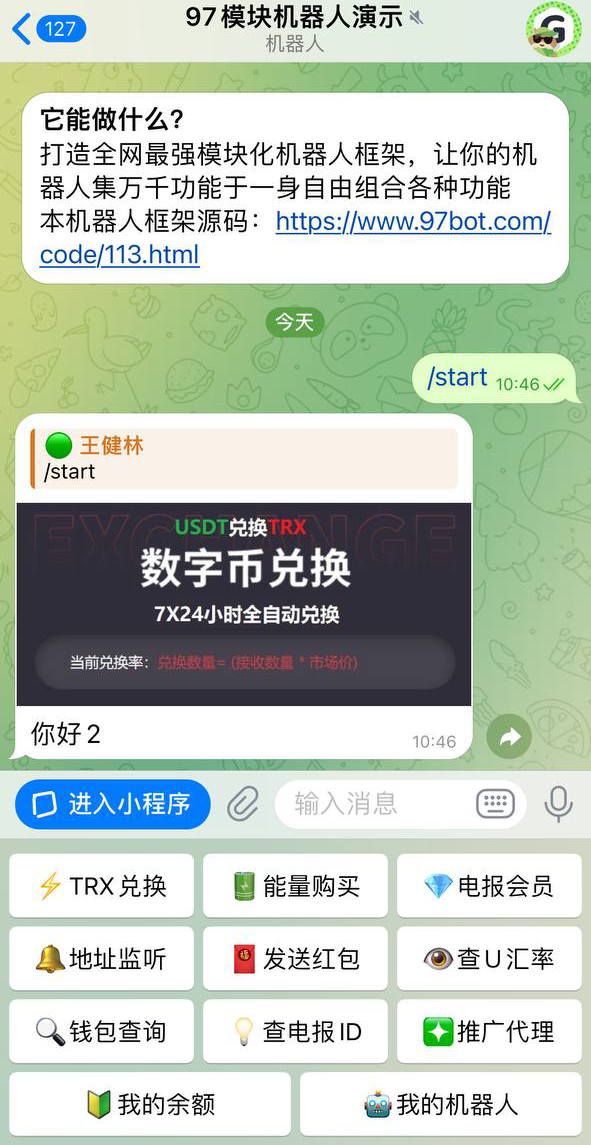 127
97模块机器人演示
机器人
G
它能做什么?
打造全网最强模块化机器人框架，让你的机
器人集万千功能于一身自由组合各种功能
本机器人框架源码：https://www.97bot.com/
code/113.html
今天
/start 10:46
王健林
/start
EXCHANGE
USDT兑换TRX
数字币兑换
7X24小时全自动兑换
当前兑换率：兑换数量= (接收数量 * 市场价)
你好2
10:46
进入小程序
输入消息
TRX兑换
能量购买
电报会员
地址监听
发送红包
查U汇率
钱包查询
查电报ID
推广代理
我的余额
我的机器人